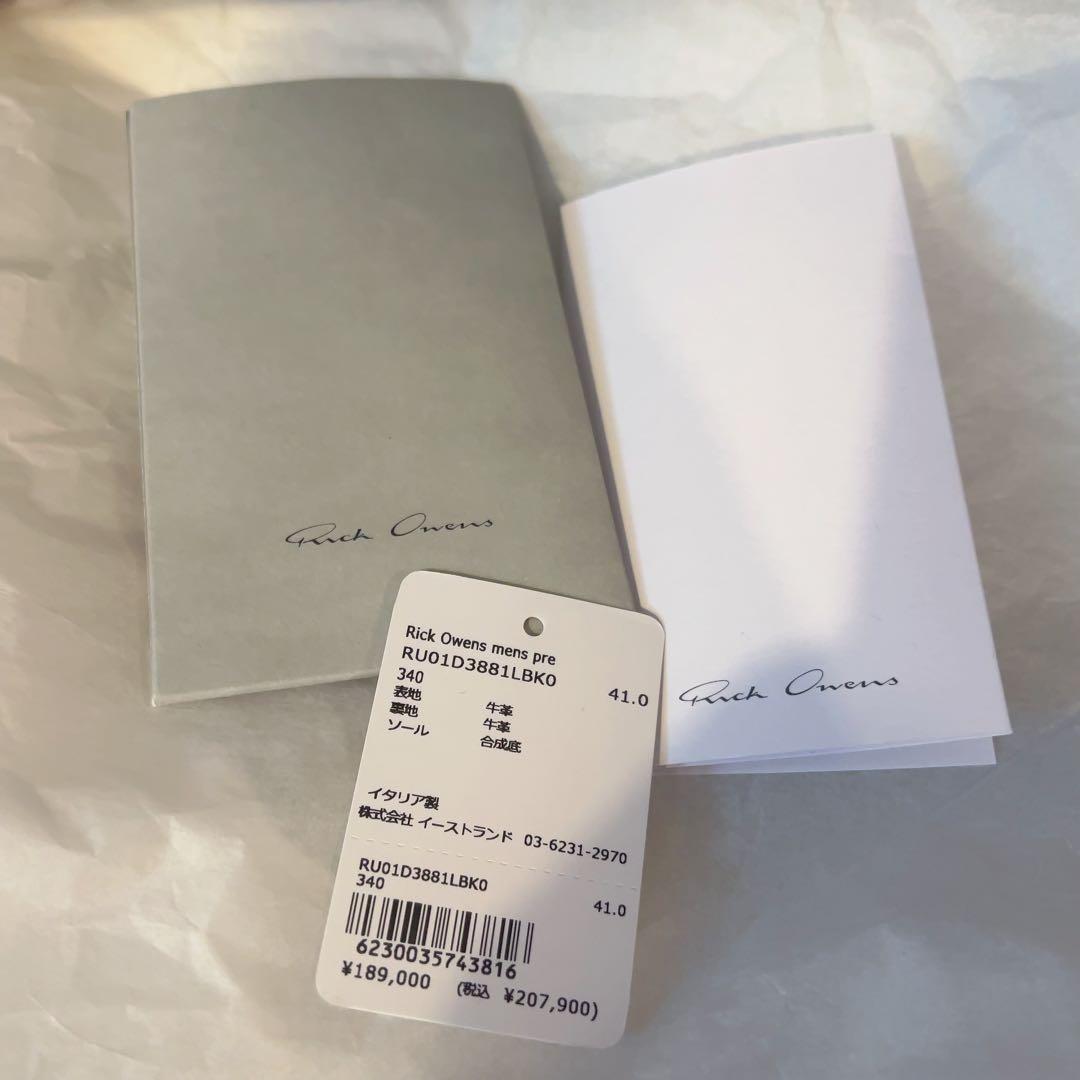 Rick Owens
Rick Owens
Rick Owens mens pre
RU01D3881LBK0
340 41.0
表地 牛革
裏地 牛革
ソール 合成底
イタリア製
株式会社 イーストランド 03-6231-2970
RU01D3881LBK0
340 41.0
6230035743816
¥189,000 (税込 ¥207,900)